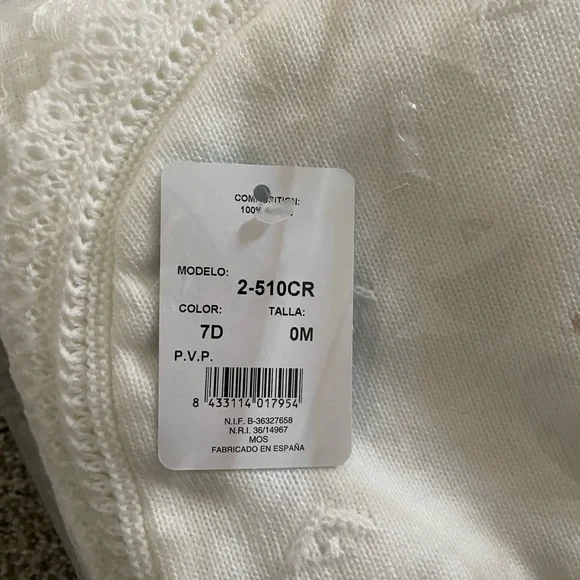 COMPOSITION:
100%
MODELO:
2-510CR
COLOR: TALLA:
7D 0M
P.V.P.
8 433114 017954
N.I.F. B-36327658
N.R.I. 36/14967
MOS
FABRICADO EN ESPAÑA